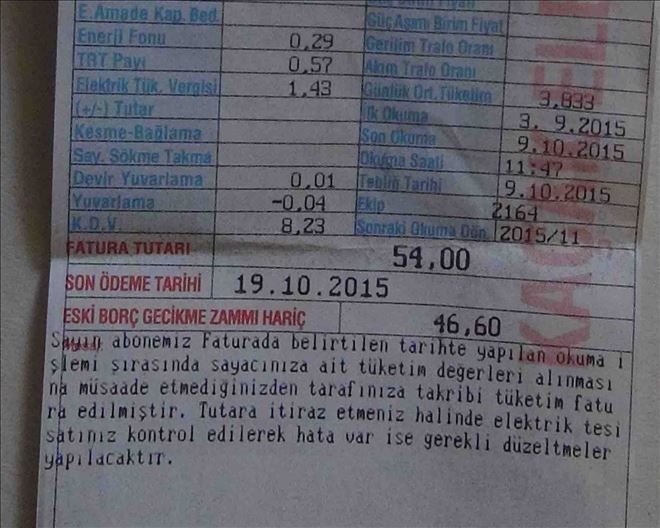 E.Amade Kap. Bed.
Enerji Fonu 0,29
TRT Payı 0,57
Elektrik Tük. Vergisi 1,43
(+/-) Tutar
Kesme-Bağlama
Say. Sökme Takma
Devir Yuvarlama 0,01
Yuvarlama -0,04
K.D.V. 8,23
Güç Aşım Birim Fiyat
Gerilim Trafo Oranı
Akım Trafo Oranı
Günlük Ort. Tüketim 3,833
İlk Okuma 3. 9.2015
Son Okuma 9.10.2015
Okuma Saati 11:47
Tebliğ Tarihi 9.10.2015
Ekip 2164
Sonraki Okuma Dön. 2015/11
FATURA TUTARI 54,00
SON ÖDEME TARİHİ 19.10.2015
ESKİ BORÇ GECİKME ZAMMI HARİÇ 46,60
Sayın abonemiz Faturada belirtilen tarihte yapılan okuma i
şlemi sırasında sayacınıza ait tüketim değerleri alınması
na müsaade etmediğinizden tarafınıza takribi tüketim fatu
ra edilmiştir. Tutara itiraz etmeniz halinde elektrik tesi
satınız kontrol edilerek hata var ise gerekli düzeltmeler
yapılacaktır.